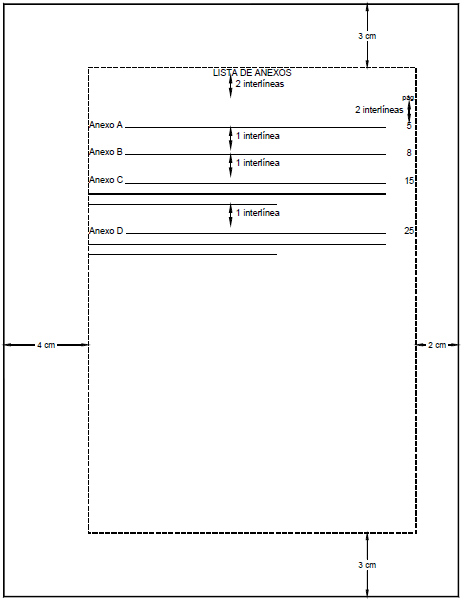 3 cm
LISTA DE ANEXOS
2 interlíneas
pág
2 interlíneas
Anexo A 5
1 interlínea
Anexo B 8
1 interlínea
Anexo C 15
1 interlínea
Anexo D 25
4 cm 2 cm
3 cm